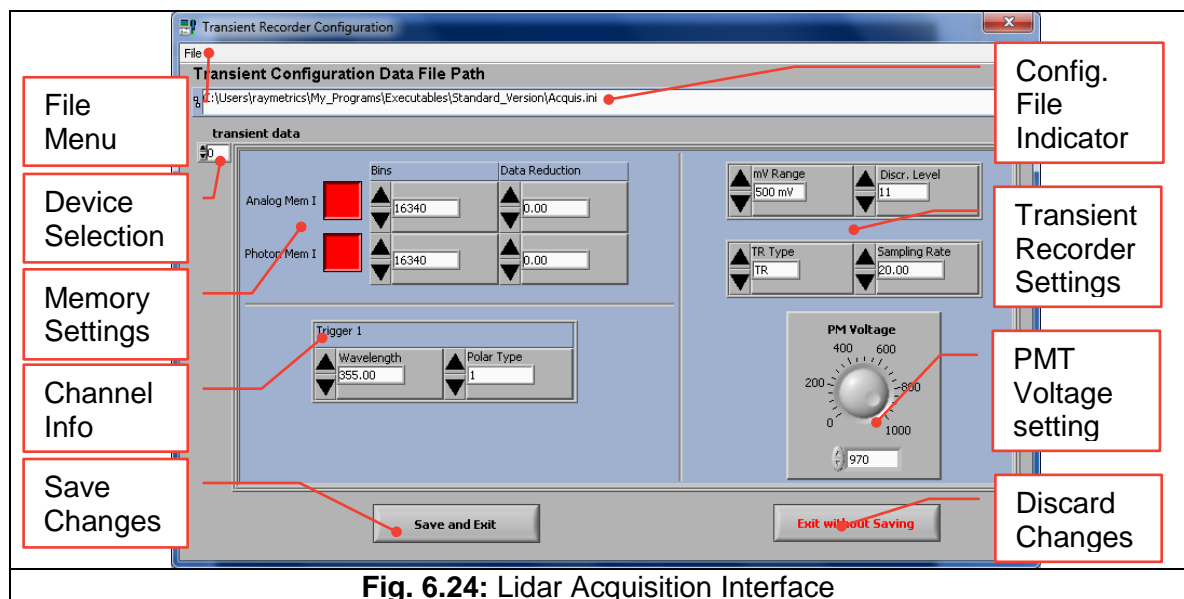 Transient Recorder Configuration
File
Transient Configuration Data File Path
C:\Users\raymetrics\My_Programs\Executables\Standard_Version\Acquis.ini
transient data
0
Bins
Data Reduction
Analog Mem I
16340
0.00
Photon Mem I
16340
0.00
mV Range
500 mV
Discr. Level
11
TR Type
TR
Sampling Rate
20.00
Trigger 1
Wavelength
355.00
Polar Type
1
PM Voltage
400 600
200 800
0 1000
970
Save and Exit
Exit without Saving
File
Menu
Device
Selection
Memory
Settings
Channel
Info
Save
Changes
Config.
File
Indicator
Transient
Recorder
Settings
PMT
Voltage
setting
Discard
Changes
Fig. 6.24: Lidar Acquisition Interface